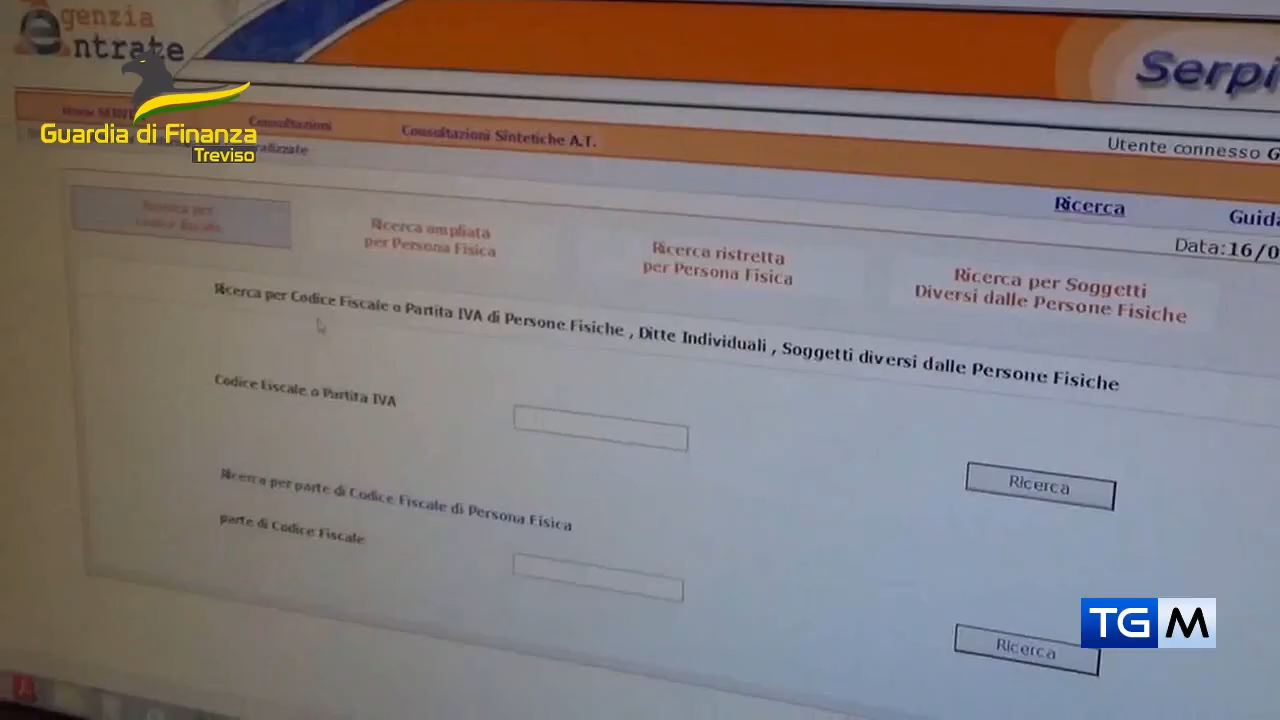 genzia
ntrate
Serpi
Guardia di Finanza
Treviso
Consultazioni
Consultazioni Sintetiche A.T.
Utente connesso G
Ricerca
Guida
Data:16/0
Ricerca ampliata
per Persona Fisica
Ricerca ristretta
per Persona Fisica
Ricerca per Soggetti
Diversi dalle Persone Fisiche
Ricerca per Codice Fiscale o Partita IVA di Persone Fisiche , Ditte Individuali , Soggetti diversi dalle Persone Fisiche
Codice Fiscale o Partita IVA
Ricerca
Ricerca per parte di Codice Fiscale di Persona Fisica
parte di Codice Fiscale
Ricerca
TGM